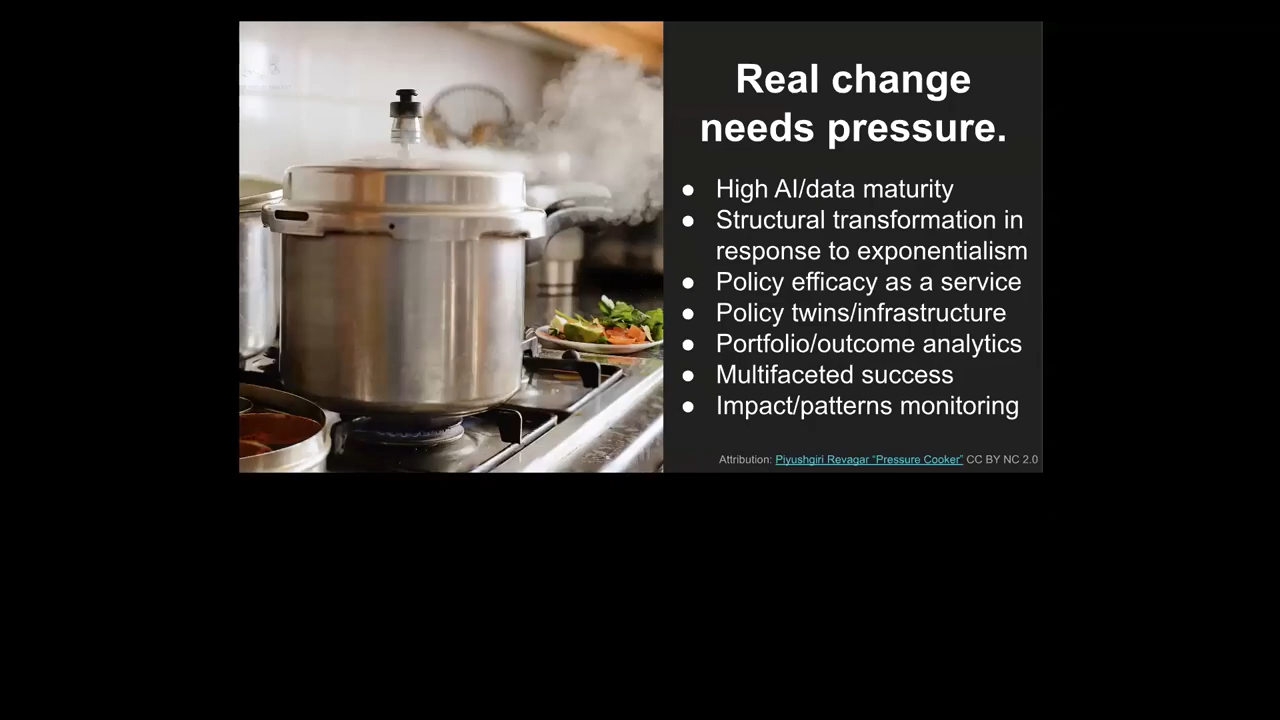 Real change
needs pressure.
● High AI/data maturity
● Structural transformation in
response to exponentialism
● Policy efficacy as a service
● Policy twins/infrastructure
● Portfolio/outcome analytics
● Multifaceted success
● Impact/patterns monitoring
Attribution: Piyushgiri Revagar “Pressure Cooker” CC BY NC 2.0